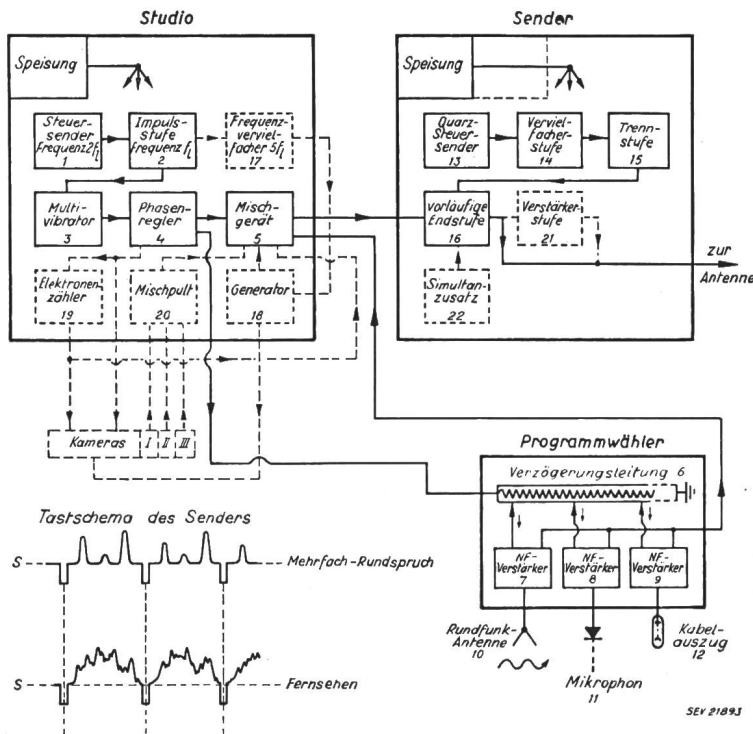 Studio
Speisung
Steuer-
sender
Frequenz 2fl
1
Impuls-
stufe
Frequenz fl
2
Frequenz-
verviel-
facher 5fl
17
Multi-
vibrator
3
Phasen-
regler
4
Misch-
gerät
5
Elektronen-
zähler
19
Mischpult
20
Generator
18
Kameras
I
II
III
Sender
Speisung
Quarz-
Steuer-
sender
13
Verviel-
facher-
stufe
14
Trenn-
stufe
15
vorläufige
Endstufe
16
Verstärker-
stufe
21
Simultan-
zusatz
22
zur
Antenne
Programmwähler
Verzögerungsleitung 6
NF-
Verstärker
7
NF-
Verstärker
8
NF-
Verstärker
9
Rundfunk-
Antenne
10
Mikrophon
11
Kabel-
auszug
12
Tastschema des Senders
S
Mehrfach-Rundspruch
S
Fernsehen
SEV 21893